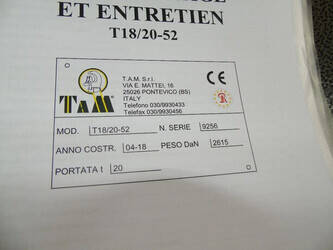 ET ENTRETIEN
T18/20-52
T.A.M. S.r.l.
VIA E. MATTEI, 16
25026 PONTEVICO (BS)
ITALY
Telefono 030/9930433
Telefax 030/9930456
TAM
CE
MOD. T18/20-52 N. SERIE 9256
ANNO COSTR. 04-18 PESO DaN 2615
PORTATA t 20